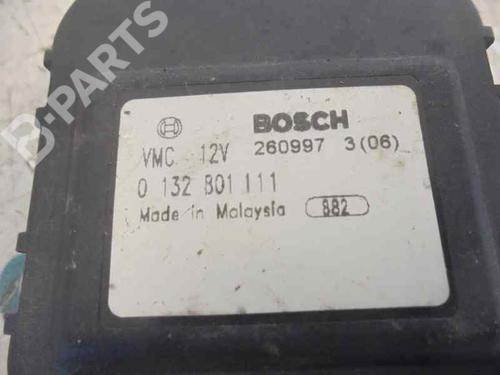 B-PARTS
BOSCH
VMC 12V 260997 3(06)
0 132 801 111
Made in Malaysia 882